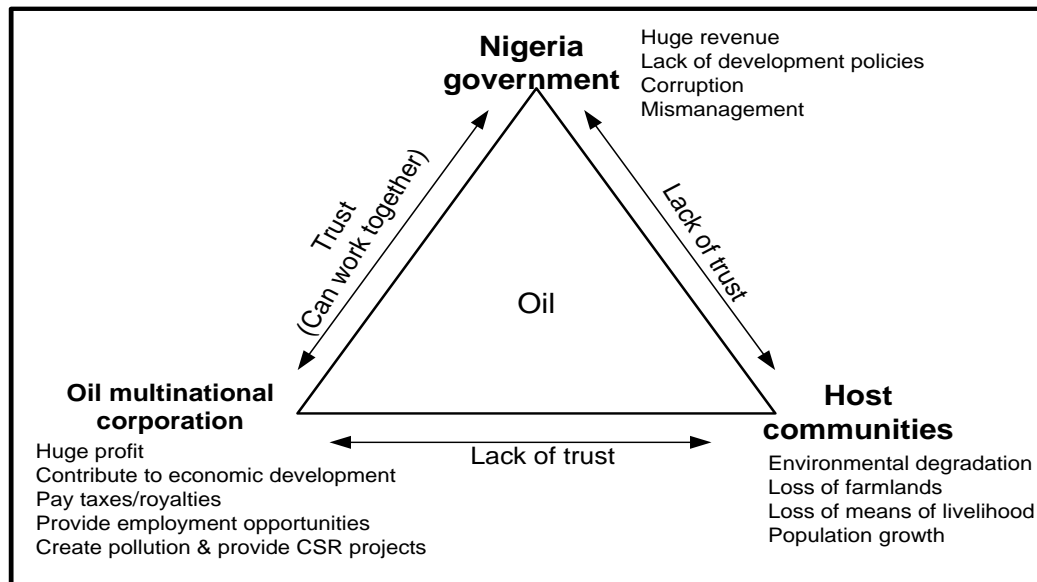 Nigeria
government
Huge revenue
Lack of development policies
Corruption
Mismanagement
Trust
(Can work together)
Lack of trust
Oil
Oil multinational
corporation
Huge profit
Contribute to economic development
Pay taxes/royalties
Provide employment opportunities
Create pollution & provide CSR projects
Lack of trust
Host
communities
Environmental degradation
Loss of farmlands
Loss of means of livelihood
Population growth